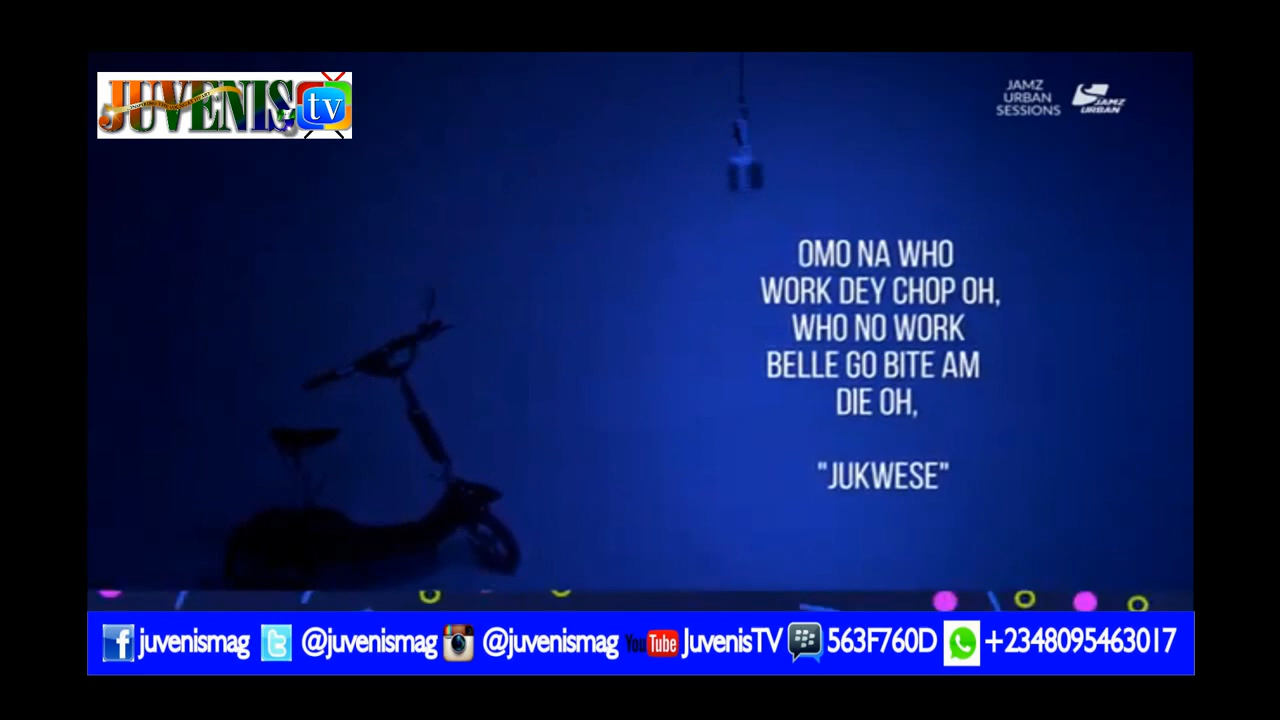 JUVENIS tv
JAMZ
URBAN
SESSIONS
JAMZ
URBAN
OMO NA WHO
WORK DEY CHOP OH,
WHO NO WORK
BELLE GO BITE AM
DIE OH,
"JUKWESE"
juvenismag @juvenismag @juvenismag YouTube JuvenisTV 563F760D +2348095463017